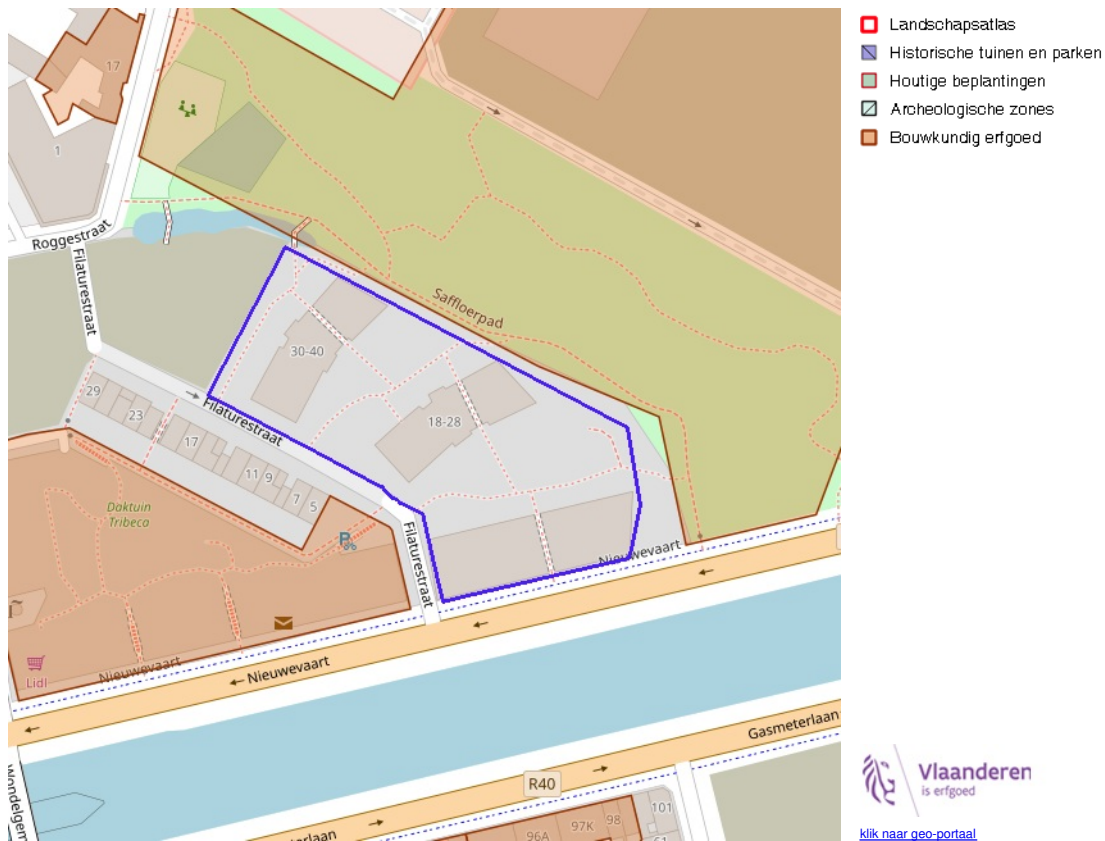 17
1
Roggestraat
Filaturestraat
Saffloerpad
30-40
18-28
29
23
17
11
9
7
5
Filaturestraat
Filaturestraat
Daktuin
Tribeca
P
Lidl
Nieuwevaart
Nieuwevaart
Nieuwevaart
Gasmeterlaan
R40
96A
97K
98
101
Landschapsatlas
Historische tuinen en parken
Houtige beplantingen
Archeologische zones
Bouwkundig erfgoed
Vlaanderen
is erfgoed
klik naar geo-portaal